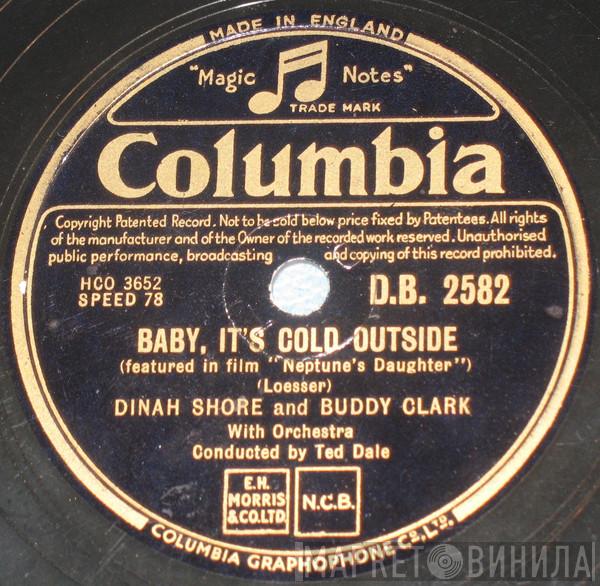 MADE IN ENGLAND
"Magic Notes"
TRADE MARK
Columbia
Copyright Patented Record. Not to be sold below price fixed by Patentees. All rights
of the manufacturer and of the Owner of the recorded work reserved. Unauthorised
public performance, broadcasting and copying of this record prohibited.
HCO 3652
SPEED 78
D.B. 2582
BABY, IT'S COLD OUTSIDE
(featured in film "Neptune's Daughter")
(Loesser)
DINAH SHORE and BUDDY CLARK
With Orchestra
Conducted by Ted Dale
E.H.
MORRIS
& CO. LTD.
N.C.B.
COLUMBIA GRAPHOPHONE CO, LTD.
МАРКЕТ ВИНИЛА